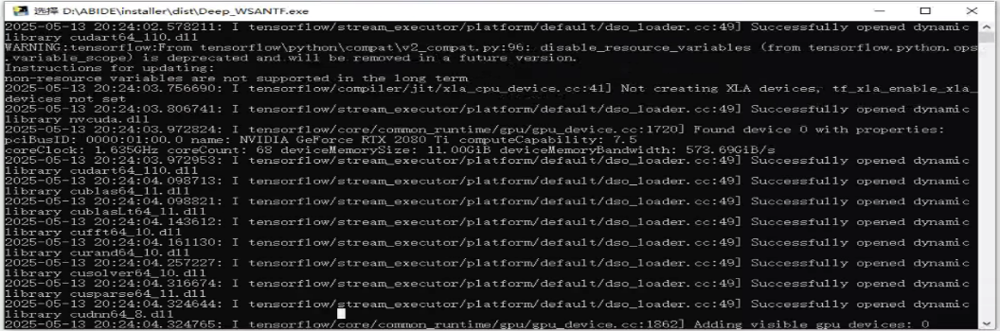 选择 D:\ABIDE\installer\dist\Deep_WSANTF.exe
2025-05-13 20:24:02.578211: I tensorflow/stream_executor/platform/default/dso_loader.cc:49] Successfully opened dynamic
library cudart64_110.dll
WARNING:tensorflow:From tensorflow\python\compat\v2_compat.py:96: disable_resource_variables (from tensorflow.python.ops
.variable_scope) is deprecated and will be removed in a future version.
Instructions for updating:
non-resource variables are not supported in the long term
2025-05-13 20:24:03.756690: I tensorflow/compiler/jit/xla_cpu_device.cc:41] Not creating XLA devices, tf_xla_enable_xla_
devices not set
2025-05-13 20:24:03.806741: I tensorflow/stream_executor/platform/default/dso_loader.cc:49] Successfully opened dynamic
library nvcuda.dll
2025-05-13 20:24:03.972824: I tensorflow/core/common_runtime/gpu/gpu_device.cc:1720] Found device 0 with properties:
pciBusID: 0000:01:00.0 name: NVIDIA GeForce RTX 2080 Ti computeCapability: 7.5
coreClock: 1.635GHz coreCount: 68 deviceMemorySize: 11.00GiB deviceMemoryBandwidth: 573.69GiB/s
2025-05-13 20:24:03.972953: I tensorflow/stream_executor/platform/default/dso_loader.cc:49] Successfully opened dynamic
library cudart64_110.dll
2025-05-13 20:24:04.098713: I tensorflow/stream_executor/platform/default/dso_loader.cc:49] Successfully opened dynamic
library cublas64_11.dll
2025-05-13 20:24:04.098821: I tensorflow/stream_executor/platform/default/dso_loader.cc:49] Successfully opened dynamic
library cublasLt64_11.dll
2025-05-13 20:24:04.143612: I tensorflow/stream_executor/platform/default/dso_loader.cc:49] Successfully opened dynamic
library cufft64_10.dll
2025-05-13 20:24:04.161130: I tensorflow/stream_executor/platform/default/dso_loader.cc:49] Successfully opened dynamic
library curand64_10.dll
2025-05-13 20:24:04.257227: I tensorflow/stream_executor/platform/default/dso_loader.cc:49] Successfully opened dynamic
library cusolver64_10.dll
2025-05-13 20:24:04.316674: I tensorflow/stream_executor/platform/default/dso_loader.cc:49] Successfully opened dynamic
library cusparse64_11.dll
2025-05-13 20:24:04.324644: I tensorflow/stream_executor/platform/default/dso_loader.cc:49] Successfully opened dynamic
library cudnn64_8.dll
2025-05-13 20:24:04.324765: I tensorflow/core/common_runtime/gpu/gpu_device.cc:1862] Adding visible gpu devices: 0